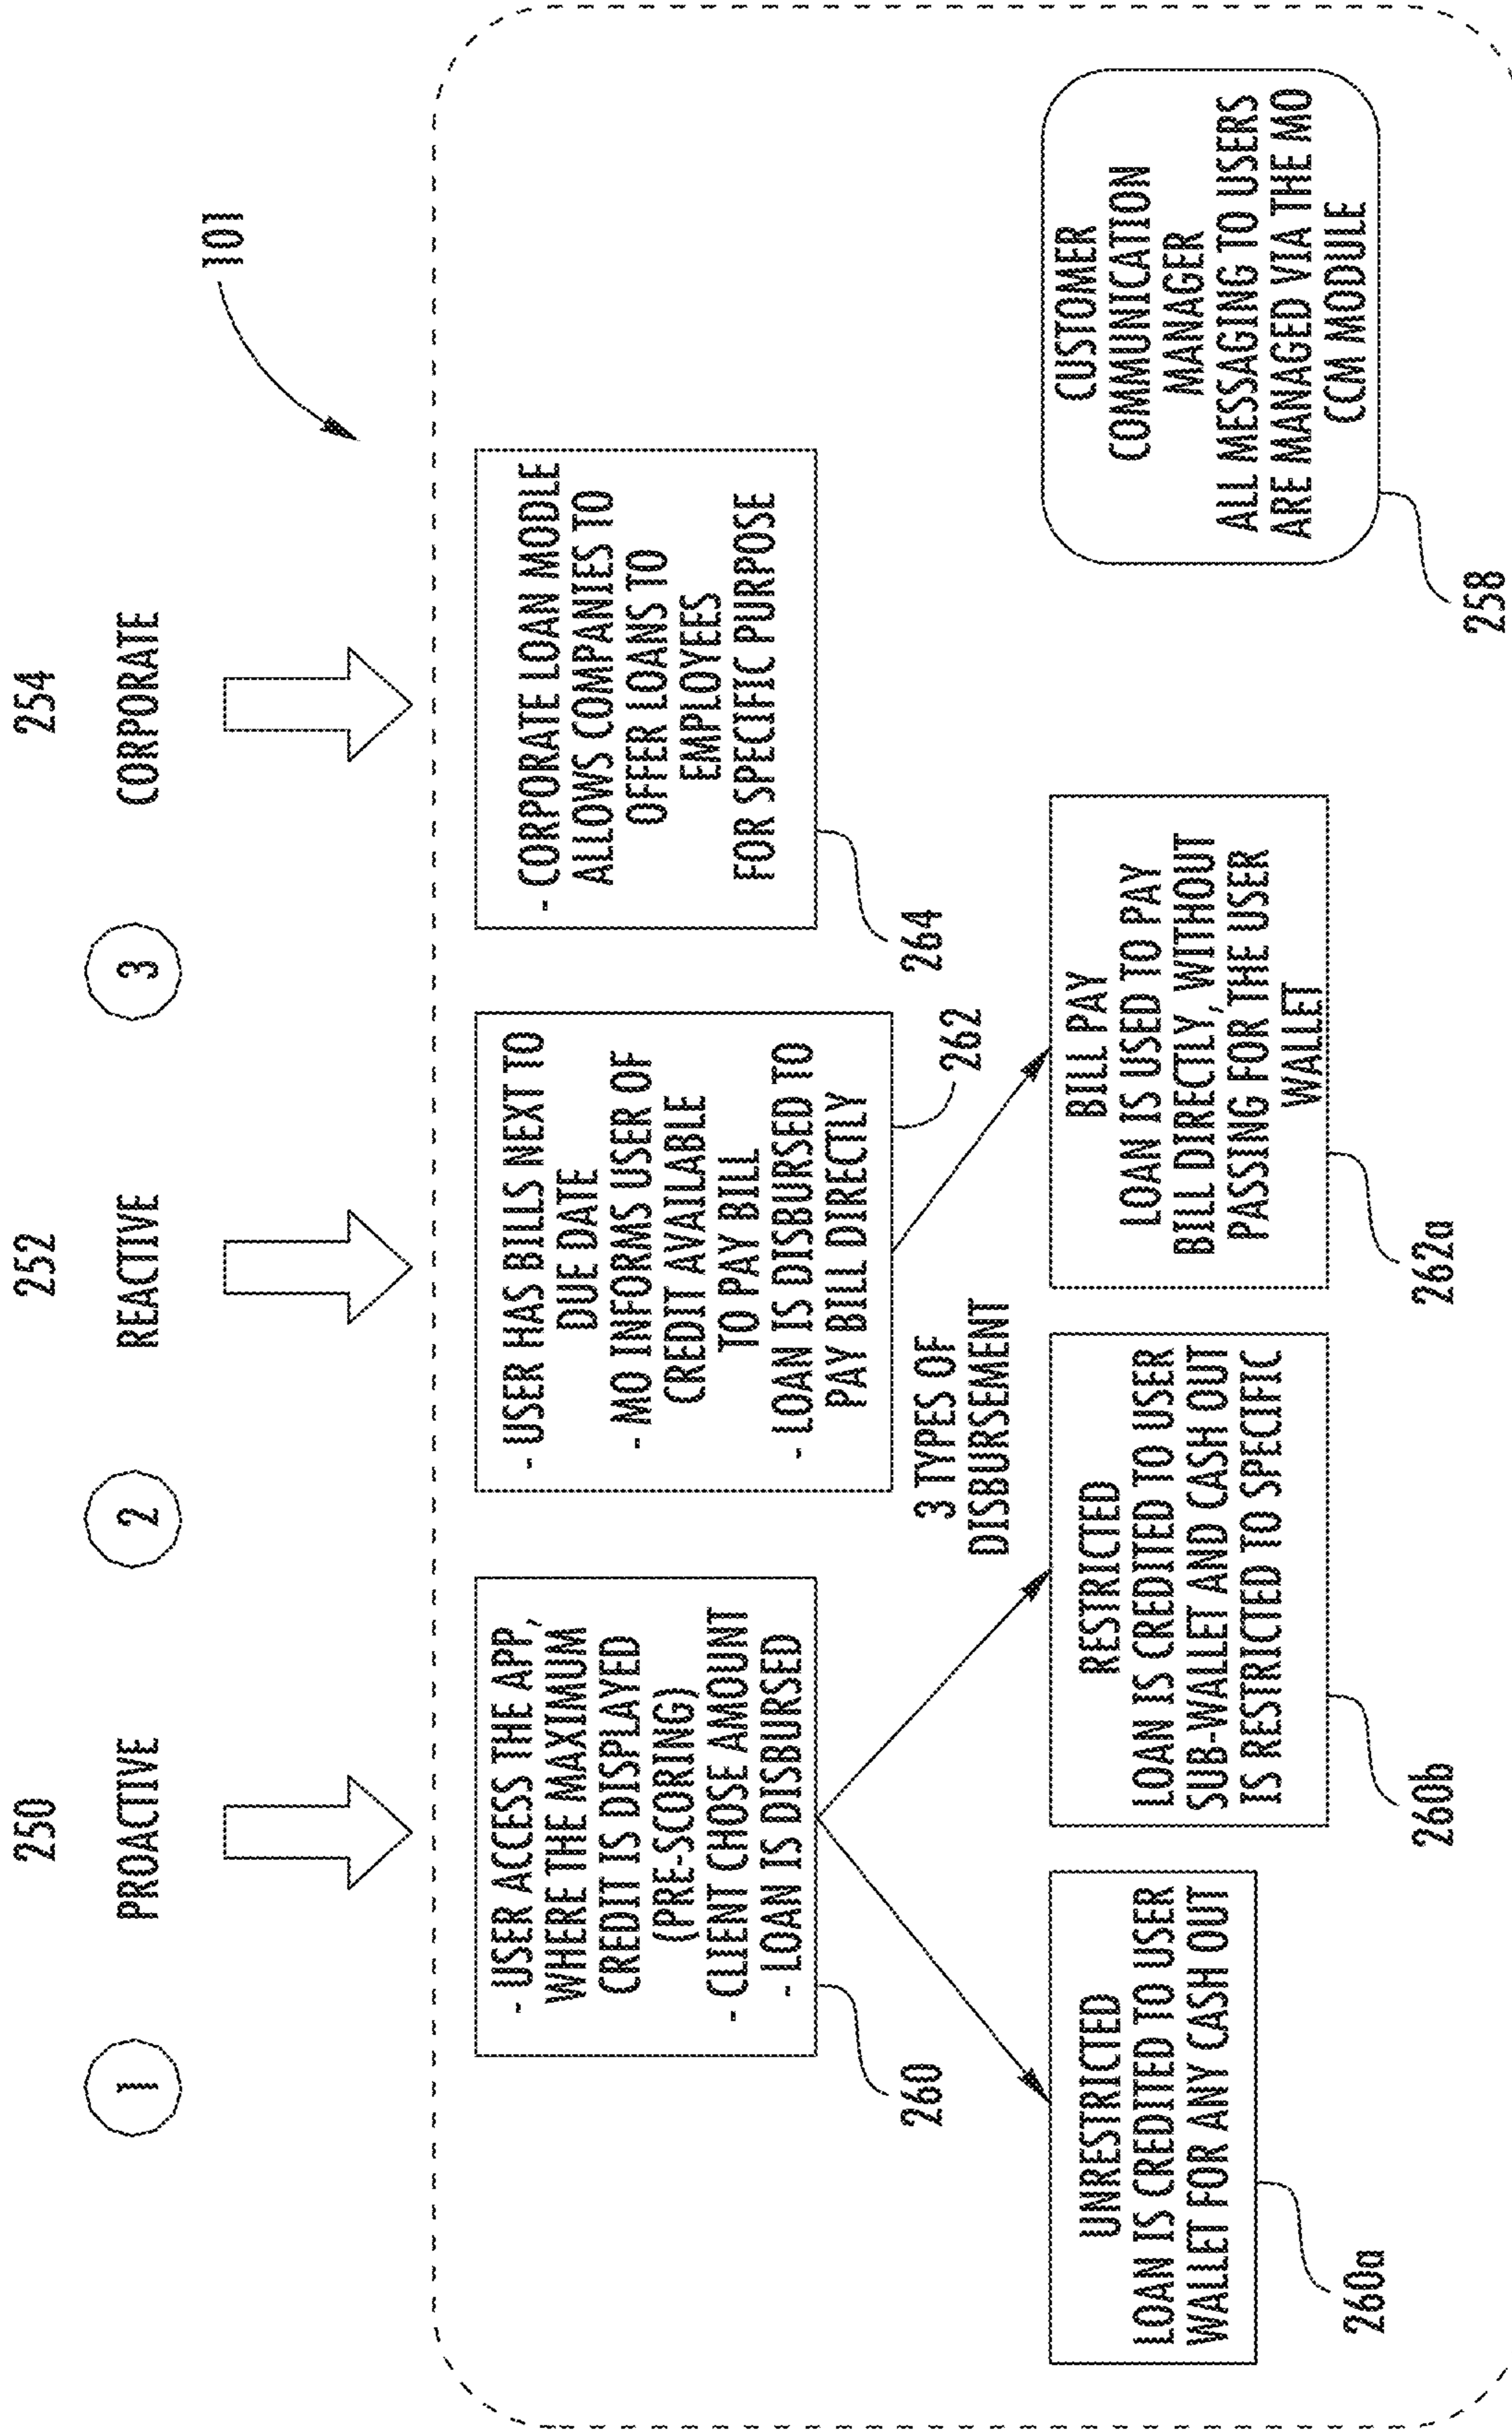 101
250
252
254
1
PROACTIVE
2
REACTIVE
3
CORPORATE
- USER ACCESS THE APP,
WHERE THE MAXIMUM
CREDIT IS DISPLAYED
(PRE-SCORING)
- CLIENT CHOSE AMOUNT
- LOAN IS DISBURSED
260
- USER HAS BILLS NEXT TO
DUE DATE
- MO INFORMS USER OF
CREDIT AVAILABLE
TO PAY BILL
- LOAN IS DISBURSED TO
PAY BILL DIRECTLY
262
- CORPORATE LOAN MODLE
ALLOWS COMPANIES TO
OFFER LOANS TO
EMPLOYEES
FOR SPECIFIC PURPOSE
264
3 TYPES OF
DISBURSEMENT
UNRESTRICTED
LOAN IS CREDITED TO USER
WALLET FOR ANY CASH OUT
260a
RESTRICTED
LOAN IS CREDITED TO USER
SUB-WALLET AND CASH OUT
IS RESTRICTED TO SPECIFIC
260b
BILL PAY
LOAN IS USED TO PAY
BILL DIRECTLY, WITHOUT
PASSING FOR THE USER
WALLET
262a
CUSTOMER
COMMUNICATION
MANAGER
ALL MESSAGING TO USERS
ARE MANAGED VIA THE MO
CCM MODULE
258